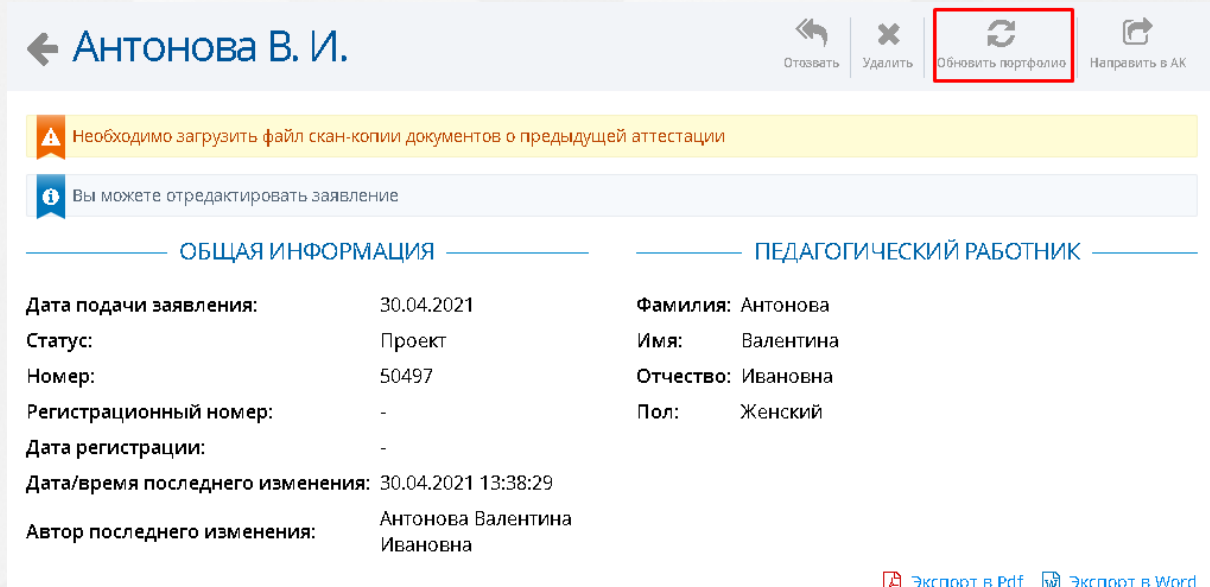 Антонова В. И.
Отозвать
Удалить
Обновить портфолио
Направить в АК
Необходимо загрузить файл скан-копии документов о предыдущей аттестации
Вы можете отредактировать заявление
ОБЩАЯ ИНФОРМАЦИЯ
Дата подачи заявления: 30.04.2021
Статус: Проект
Номер: 50497
Регистрационный номер: -
Дата регистрации: -
Дата/время последнего изменения: 30.04.2021 13:38:29
Автор последнего изменения: Антонова Валентина
Ивановна
ПЕДАГОГИЧЕСКИЙ РАБОТНИК
Фамилия: Антонова
Имя: Валентина
Отчество: Ивановна
Пол: Женский
Экспорт в Pdf
Экспорт в Word